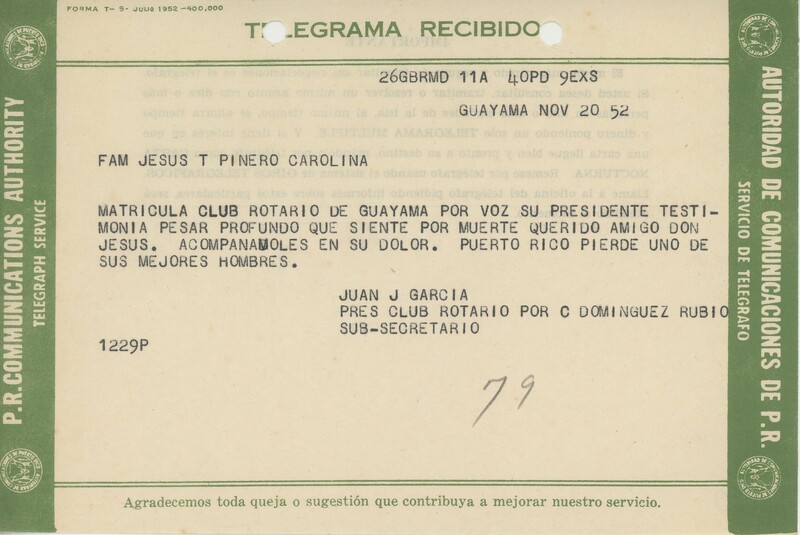 FORMA T- 9- JULIO 1952 -400,000
TELEGRAMA RECIBIDO
26GBRMD 11A 40PD 9EXS
GUAYAMA NOV 20 52
FAM JESUS T PINERO CAROLINA
MATRICULA CLUB ROTARIO DE GUAYAMA POR VOZ SU PRESIDENTE TESTI-
MONIA PESAR PROFUNDO QUE SIENTE POR MUERTE QUERIDO AMIGO DON
JESUS. ACOMPANAMOLES EN SU DOLOR. PUERTO RICO PIERDE UNO DE
SUS MEJORES HOMBRES.
JUAN J GARCIA
PRES CLUB ROTARIO POR C DOMINGUEZ RUBIO
SUB-SECRETARIO
1229P
79
Agradecemos toda queja o sugestión que contribuya a mejorar nuestro servicio.
P.R. COMMUNICATIONS AUTHORITY
TELEGRAPH SERVICE
AUTORIDAD DE COMUNICACIONES DE P.R.
SERVICIO DE TELEGRAFO